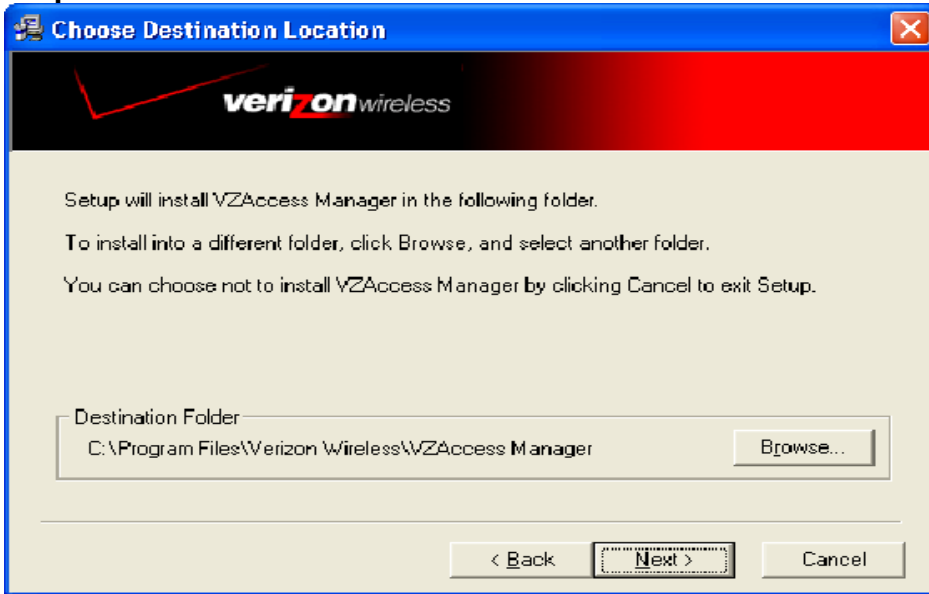 Choose Destination Location
verizon wireless
Setup will install VZAccess Manager in the following folder.
To install into a different folder, click Browse, and select another folder.
You can choose not to install VZAccess Manager by clicking Cancel to exit Setup.
Destination Folder
C:\Program Files\Verizon Wireless\VZAccess Manager
Browse...
< Back
Next >
Cancel